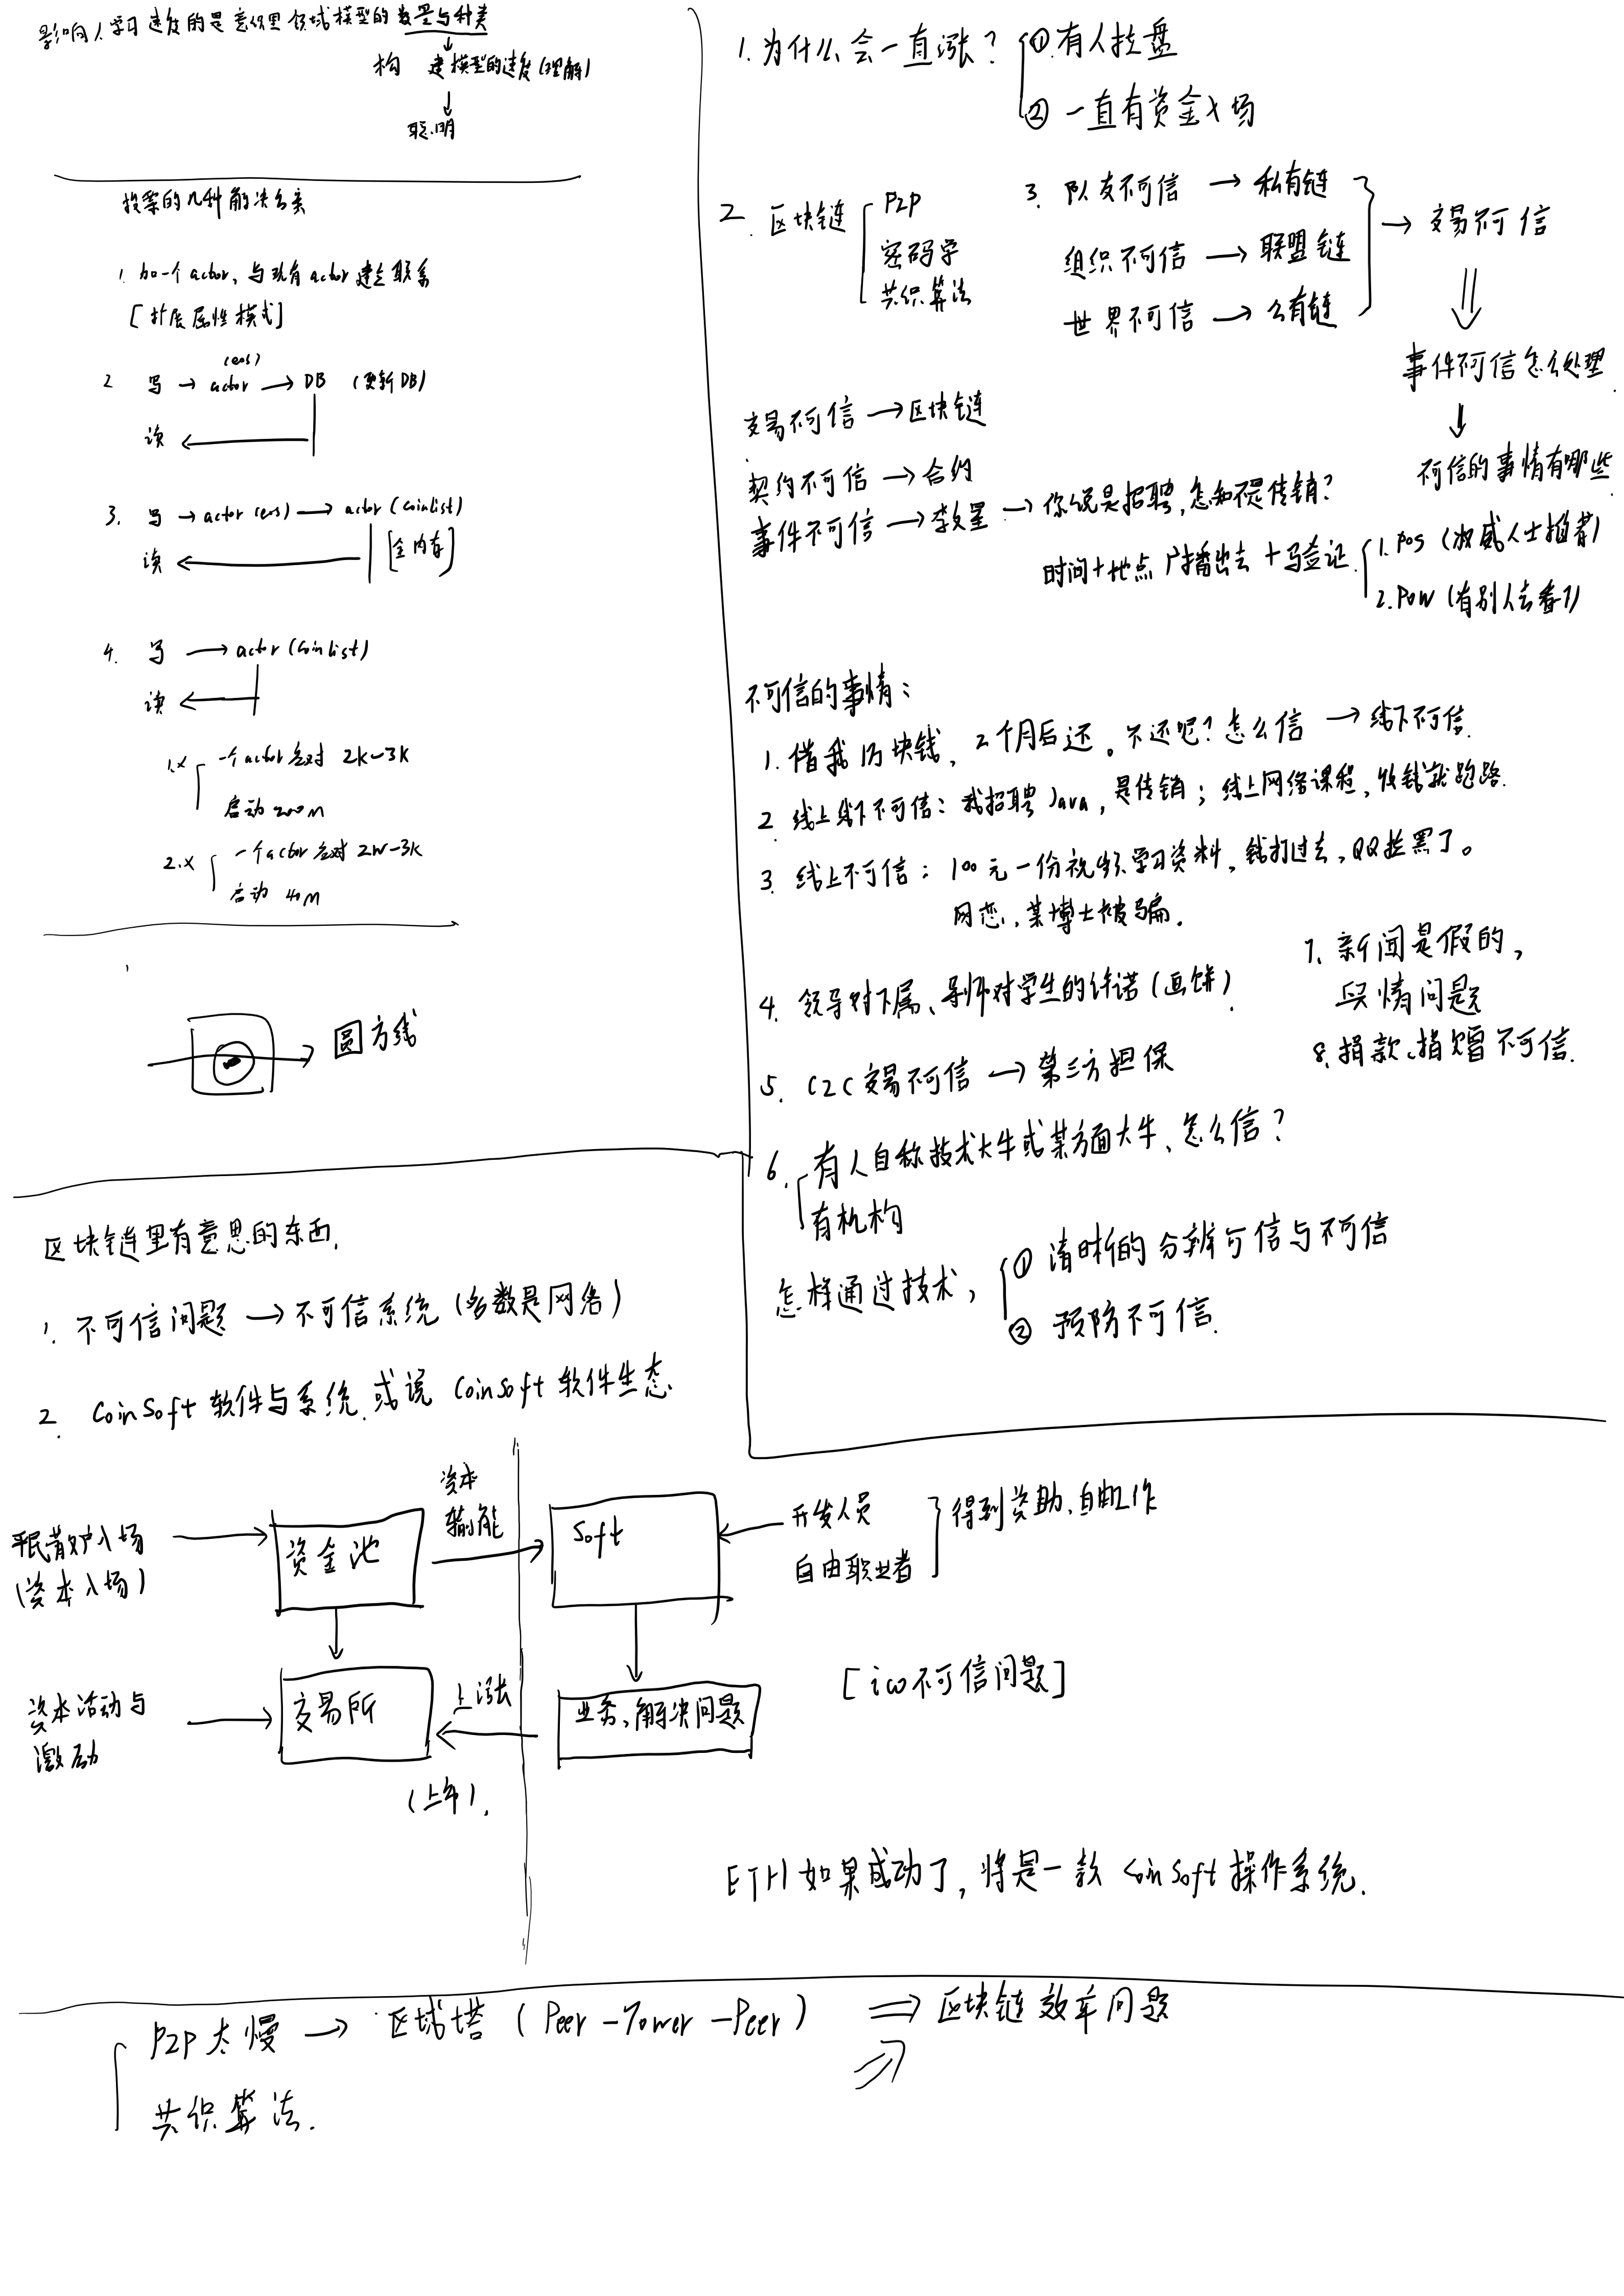 影响人学习速度的是意识里领域模型的数量与种类
构 建模型的速度(理解)
聪明
投票的几种解决方案
1. 加一个actor, 与现有actor建立联系
[扩展属性模式]
2 写 → actor (eos) → DB (更新DB)
读 ←
3. 写 → actor (eos) → actor (coinlist)
读 ← [全内存]
4. 写 → actor (coinlist)
读 ←
1.x 一个actor应对 2K-3K
启动 200M
2.x 一个actor应对 2W-3K
启动 40M
圆方线
1. 为什么会一直涨? ① 有人拉盘
② 一直有资金入场
2. 区块链 P2P
密码学
共识算法
3. 队友不可信 → 私有链
组织不可信 → 联盟链
世界不可信 → 公有链
→ 交易不可信
事件不可信怎么处理
不可信的事情有哪些
交易不可信 → 区块链
契约不可信 → 合约
事件不可信 → → 你说是招聘, 怎知不是传销?
时间+地点 广播出去 + 验证 1. POS (权威人士推荐)
2. POW (有别人去看了)
不可信的事情:
1. 借我 万块钱, 2个月后还。不还呢? 怎么信 → 线下不可信.
2 线上线下不可信: 我招聘Java, 是传销; 线上网络课程, 收钱就跑路.
3. 线上不可信: 100元一份视频学习资料, 钱打过去, QQ拉黑了。
网恋, 某博士被骗.
4. 领导对下属、导师对学生的许诺(画饼).
5. C2C交易不可信 → 第三方担保
6. 有人自称技术大牛或某方面大牛、怎么信?
有机构
7. 新闻是假的,
舆情问题
8. 捐款、捐赠不可信.
怎样通过技术, ① 清晰的分辨可信与不可信
② 预防不可信.
区块链里有意思的东西.
1. 不可信问题 → 不可信系统 (多数是网络)
2. CoinSoft 软件与系统. 或说 CoinSoft 软件生态
平民散户入场
(资本入场)
资金池
资本
输能
Soft
开发人员
自由职业者
得到资助、自由工作
资本活动与
激励
交易所
上涨
(上币).
业务、解决问题
[ico不可信问题]
ETH如果成功了, 将是一款 CoinSoft 操作系统.
P2P太慢 → 区域塔 (Peer-Tower-Peer) ⇒ 区块链效率问题
共识算法.